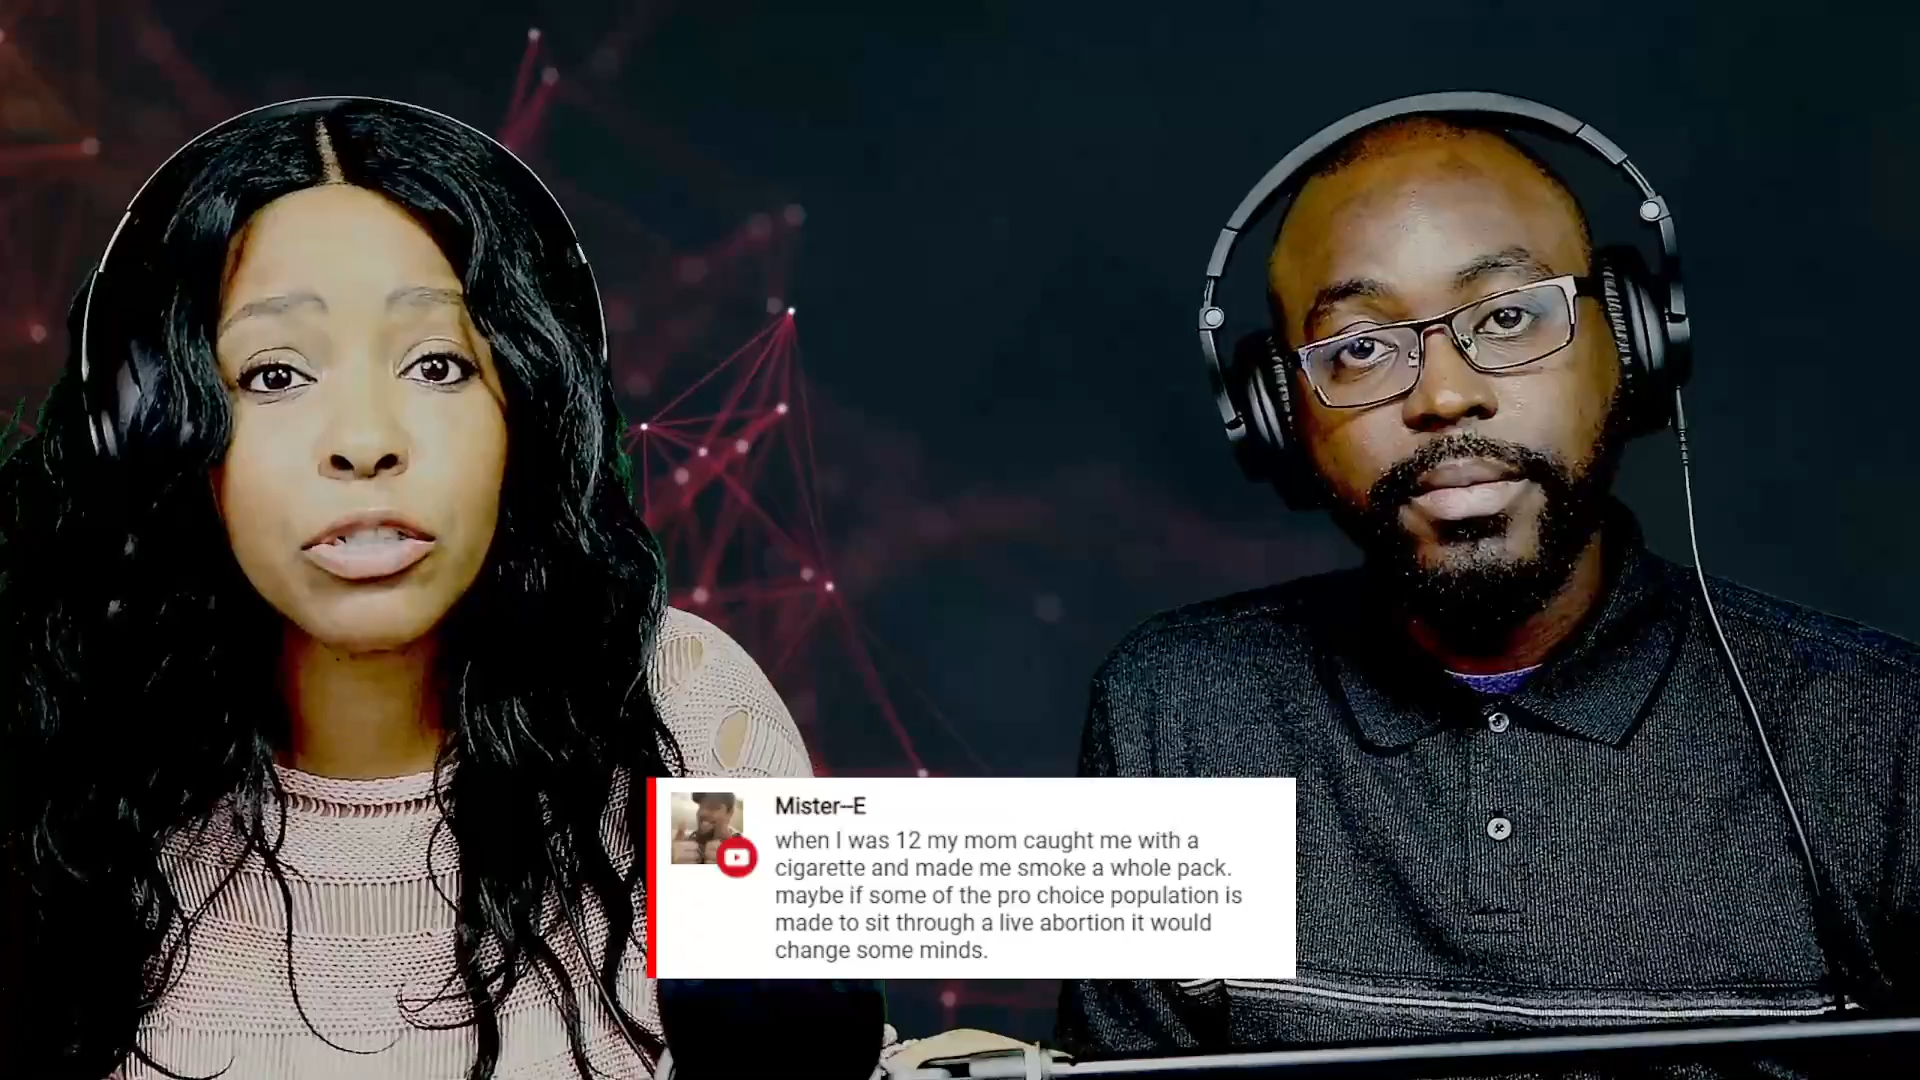 Mister--E
when I was 12 my mom caught me with a
cigarette and made me smoke a whole pack.
maybe if some of the pro choice population is
made to sit through a live abortion it would
change some minds.